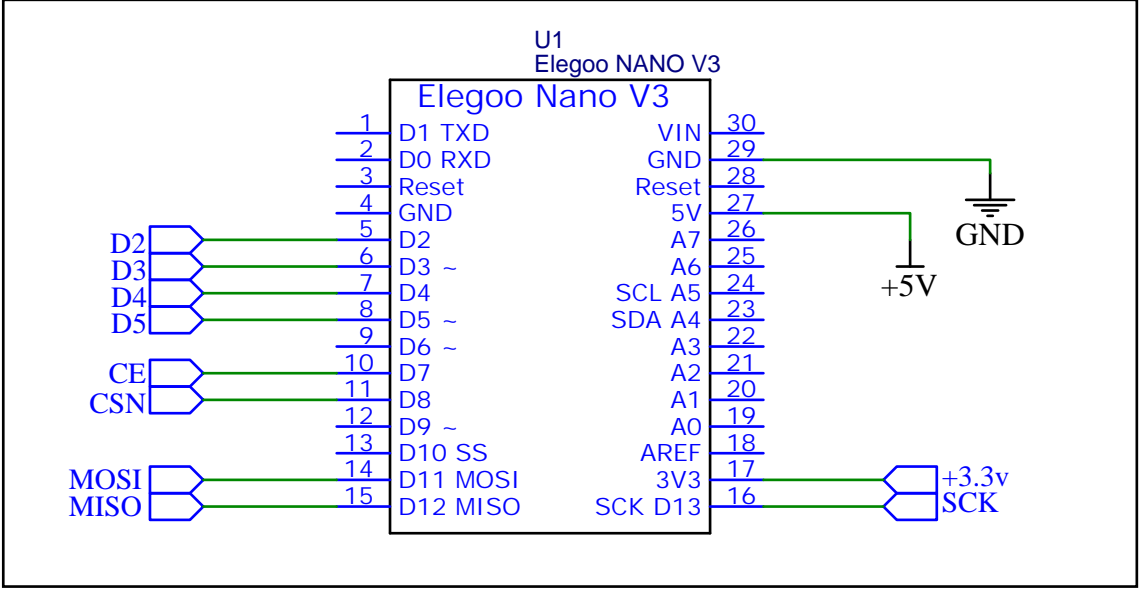 U1
Elegoo NANO V3
Elegoo Nano V3
1 D1 TXD VIN 30
2 D0 RXD GND 29
3 Reset Reset 28
4 GND 5V 27
D2 5 D2 A7 26
D3 6 D3 ~ A6 25
D4 7 D4 SCL A5 24
D5 8 D5 ~ SDA A4 23
9 D6 ~ A3 22
CE 10 D7 A2 21
CSN 11 D8 A1 20
12 D9 ~ A0 19
13 D10 SS AREF 18
MOSI 14 D11 MOSI 3V3 17 +3.3v
MISO 15 D12 MISO SCK D13 16 SCK
GND
+5V